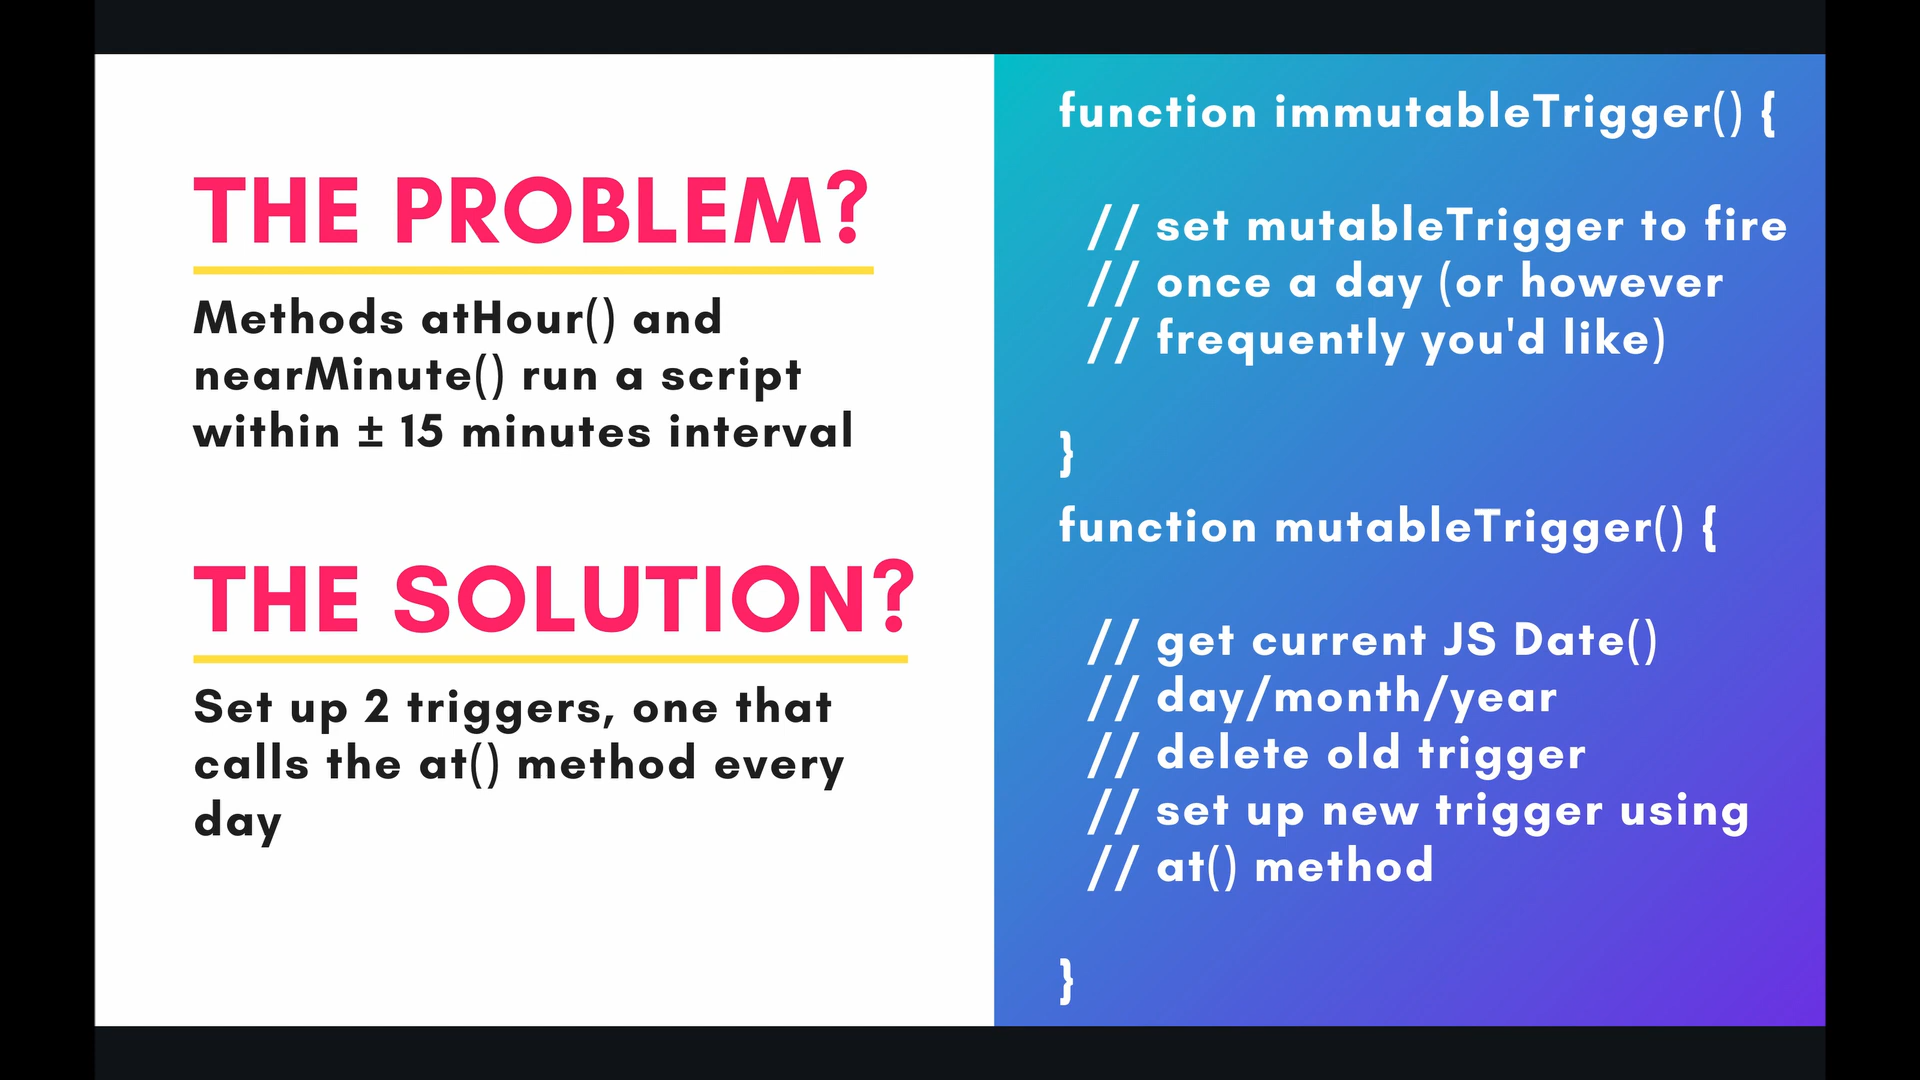 THE PROBLEM?
Methods atHour() and
nearMinute() run a script
within ± 15 minutes interval
THE SOLUTION?
Set up 2 triggers, one that
calls the at() method every
day
function immutableTrigger() {
// set mutableTrigger to fire
// once a day (or however
// frequently you'd like)
}
function mutableTrigger() {
// get current JS Date()
// day/month/year
// delete old trigger
// set up new trigger using
// at() method
}